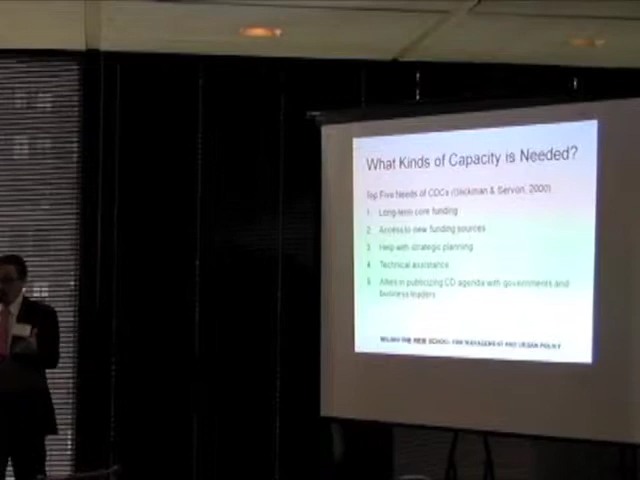 What Kinds of Capacity is Needed?
Top Five Needs of CDCs (Glickman & Servon, 2000)
1. Long-term core funding
2. Access to new funding sources
3. Help with strategic planning
4. Technical assistance
5. Allies in publicizing CD agenda with governments and
business leaders
MILANO THE NEW SCHOOL FOR MANAGEMENT AND URBAN POLICY